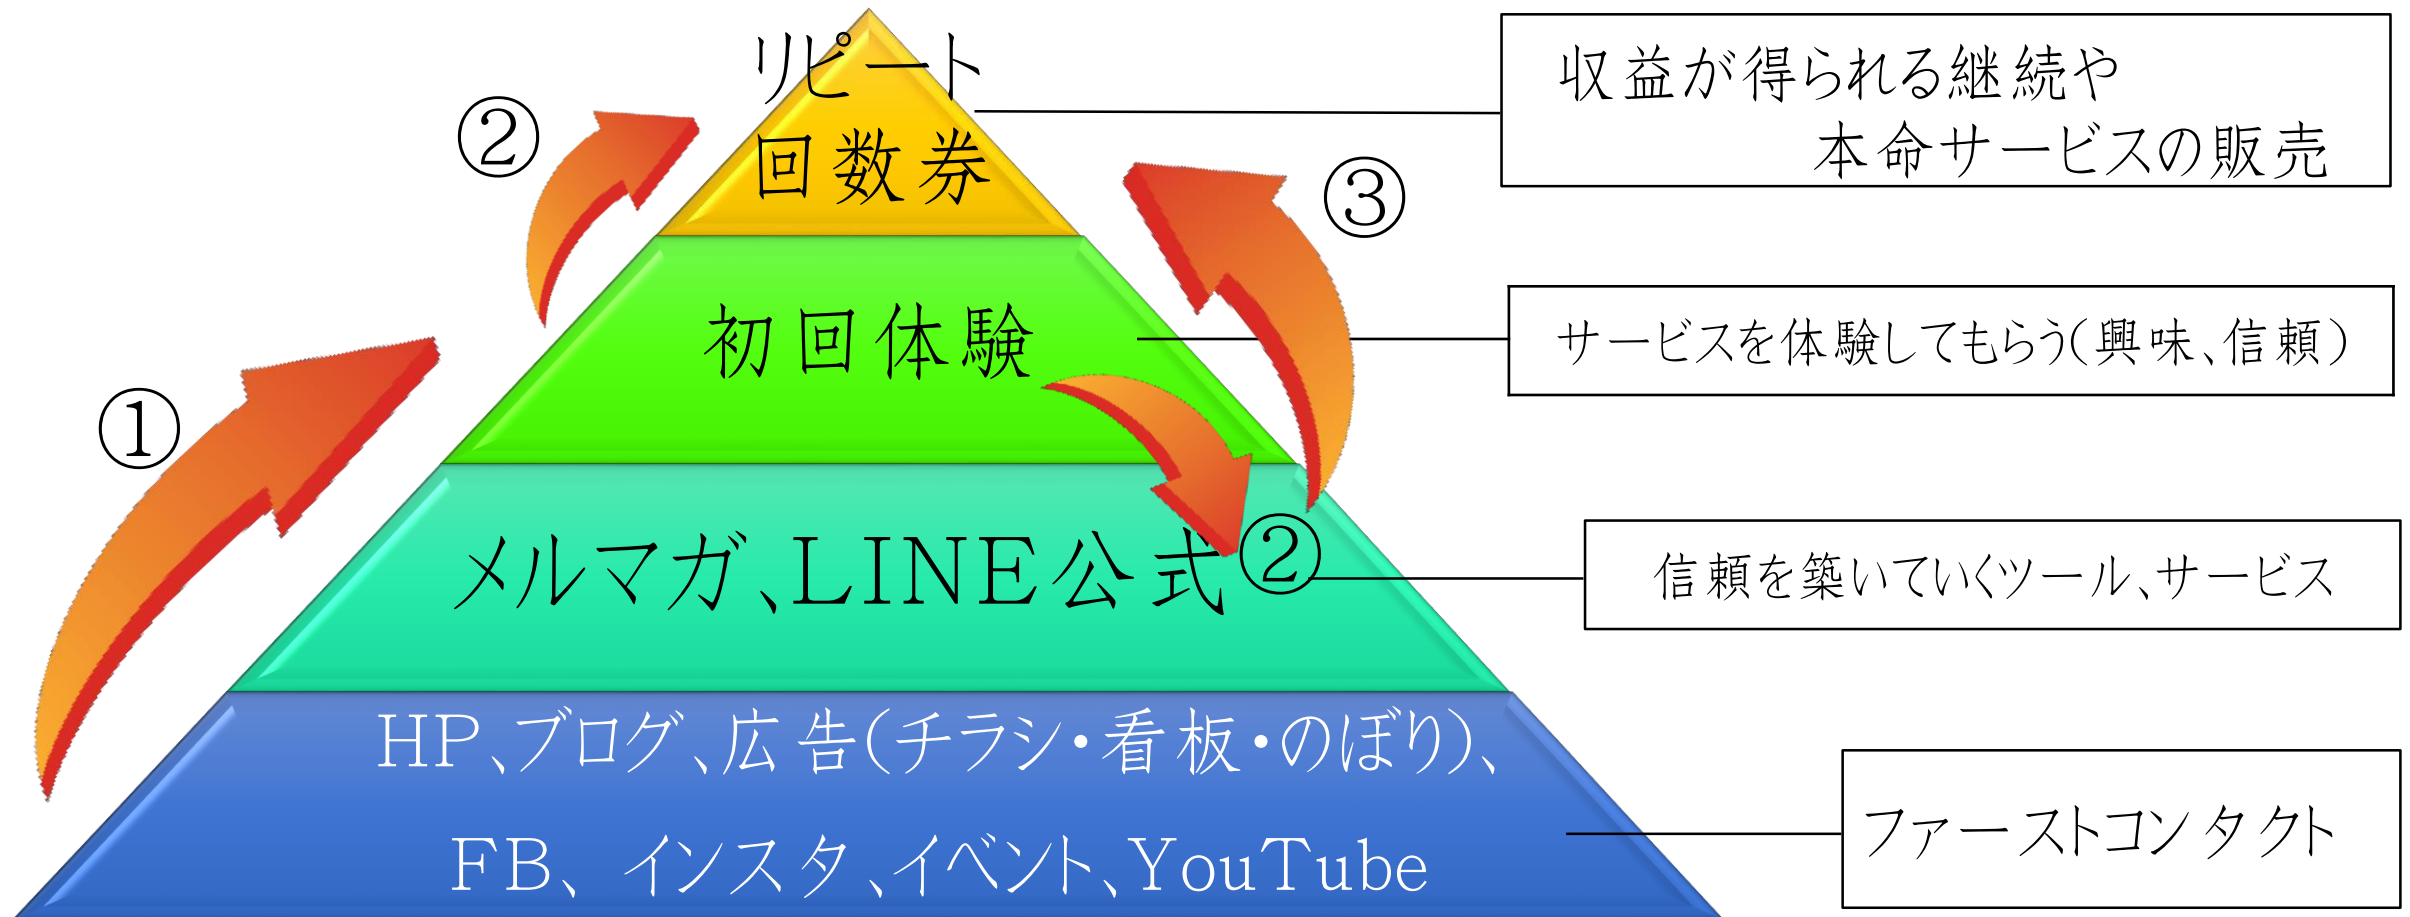 リピート
回数券
収益が得られる継続や
本命サービスの販売
②
③
初回体験
サービスを体験してもらう(興味、信頼)
①
メルマガ、LINE公式
②
信頼を築いていくツール、サービス
HP、ブログ、広告(チラシ・看板・のぼり)、
FB、インスタ、イベント、YouTube
ファーストコンタクト